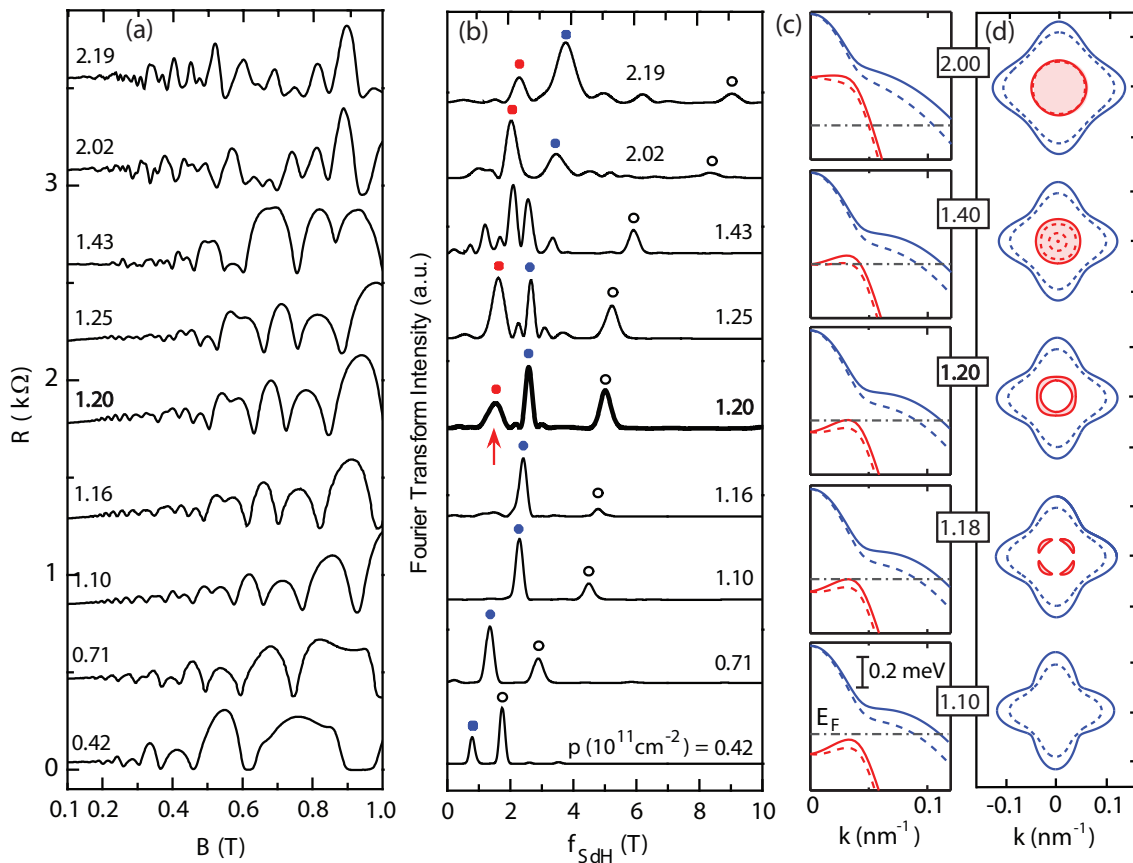 (a)
2.19
2.02
1.43
1.25
1.20
1.16
1.10
0.71
0.42
3
2
1
0
R ( kΩ)
0.1 0.2 0.4 0.6 0.8 1.0
B (T)
(b)
2.19
2.02
1.43
1.25
1.20
1.16
1.10
0.71
p (10¹¹cm⁻²) = 0.42
Fourier Transform Intensity (a.u.)
0 2 4 6 8 10
f_SdH (T)
(c)
(d)
2.00
1.40
1.20
1.18
1.10
0.2 meV
E_F
0 0.1
k (nm⁻¹)
-0.1 0 0.1
k (nm⁻¹)